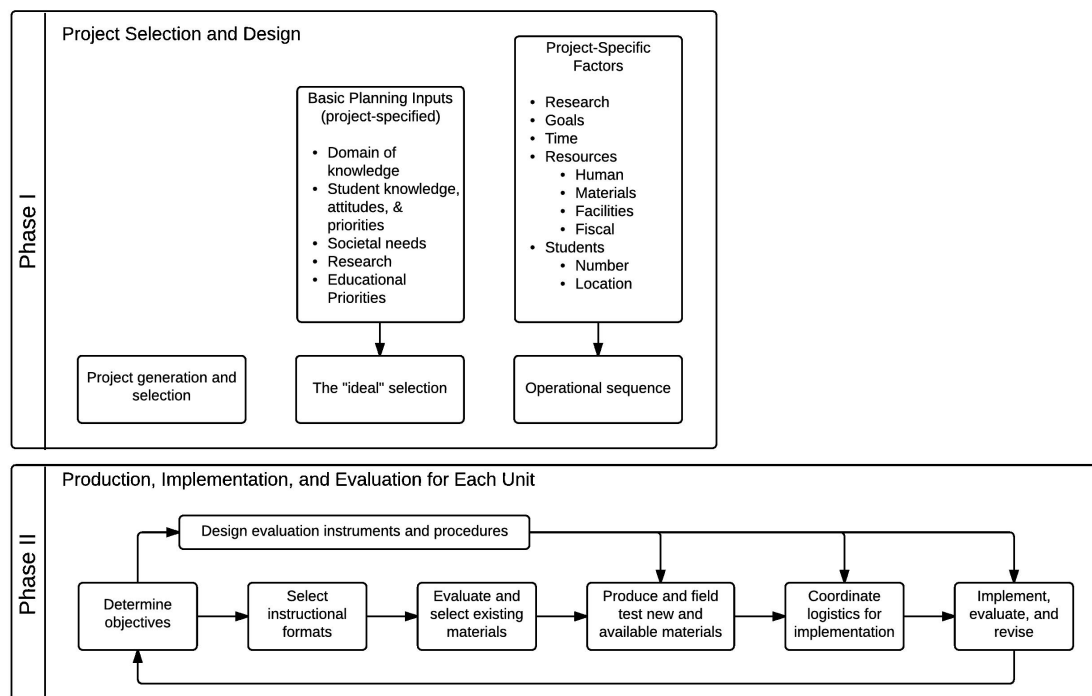 Phase I
Project Selection and Design
Basic Planning Inputs
(project-specified)
• Domain of
knowledge
• Student knowledge,
attitudes, &
priorities
• Societal needs
• Research
• Educational
Priorities
Project-Specific
Factors
• Research
• Goals
• Time
• Resources
• Human
• Materials
• Facilities
• Fiscal
• Students
• Number
• Location
Project generation and
selection
The "ideal" selection
Operational sequence
Phase II
Production, Implementation, and Evaluation for Each Unit
Design evaluation instruments and procedures
Determine
objectives
Select
instructional
formats
Evaluate and
select existing
materials
Produce and field
test new and
available materials
Coordinate
logistics for
implementation
Implement,
evaluate, and
revise